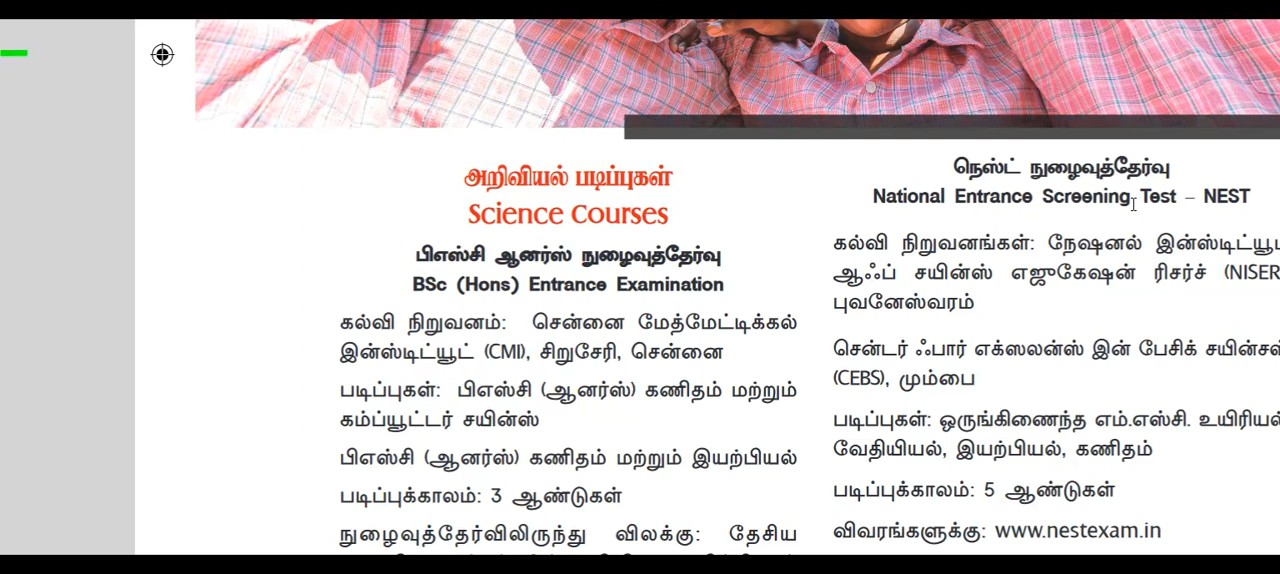 அறிவியல் படிப்புகள்
Science Courses
பிஎஸ்சி ஆனர்ஸ் நுழைவுத்தேர்வு
BSc (Hons) Entrance Examination
கல்வி நிறுவனம்: சென்னை மேத்மேட்டிக்கல்
இன்ஸ்டிட்யூட் (CMI), சிறுசேரி, சென்னை
படிப்புகள்: பிஎஸ்சி (ஆனர்ஸ்) கணிதம் மற்றும்
கம்ப்யூட்டர் சயின்ஸ்
பிஎஸ்சி (ஆனர்ஸ்) கணிதம் மற்றும் இயற்பியல்
படிப்புக்காலம்: 3 ஆண்டுகள்
நுழைவுத்தேர்விலிருந்து விலக்கு: தேசிய
நெஸ்ட் நுழைவுத்தேர்வு
National Entrance Screening Test – NEST
கல்வி நிறுவனங்கள்: நேஷனல் இன்ஸ்டிட்யூட்
ஆஃப் சயின்ஸ் எஜுகேஷன் ரிசர்ச் (NISER
புவனேஸ்வரம்
சென்டர் ஃபார் எக்ஸலன்ஸ் இன் பேசிக் சயின்சஸ்
(CEBS), மும்பை
படிப்புகள்: ஒருங்கிணைந்த எம்.எஸ்சி. உயிரியல்
வேதியியல், இயற்பியல், கணிதம்
படிப்புக்காலம்: 5 ஆண்டுகள்
விவரங்களுக்கு: www.nestexam.in